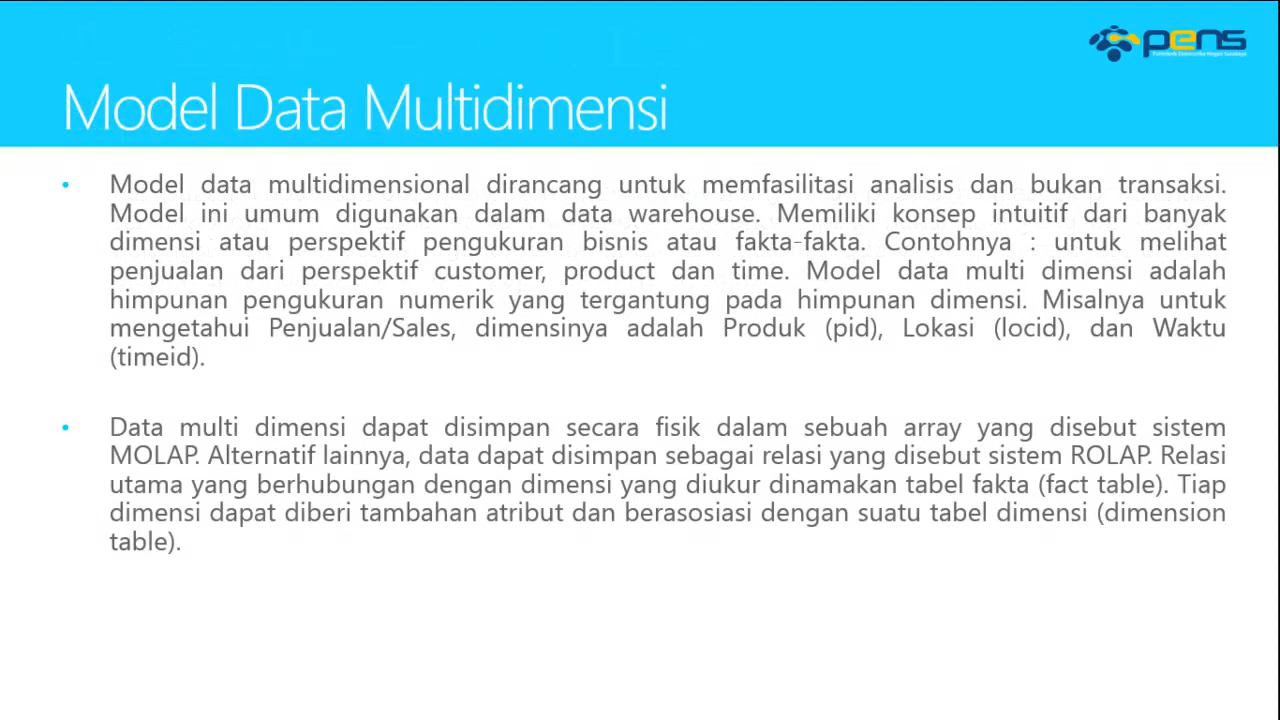 pens
Politeknik Elektronika Negeri Surabaya
Model Data Multidimensi
• Model data multidimensional dirancang untuk memfasilitasi analisis dan bukan transaksi.
Model ini umum digunakan dalam data warehouse. Memiliki konsep intuitif dari banyak
dimensi atau perspektif pengukuran bisnis atau fakta-fakta. Contohnya : untuk melihat
penjualan dari perspektif customer, product dan time. Model data multi dimensi adalah
himpunan pengukuran numerik yang tergantung pada himpunan dimensi. Misalnya untuk
mengetahui Penjualan/Sales, dimensinya adalah Produk (pid), Lokasi (locid), dan Waktu
(timeid).
• Data multi dimensi dapat disimpan secara fisik dalam sebuah array yang disebut sistem
MOLAP. Alternatif lainnya, data dapat disimpan sebagai relasi yang disebut sistem ROLAP. Relasi
utama yang berhubungan dengan dimensi yang diukur dinamakan tabel fakta (fact table). Tiap
dimensi dapat diberi tambahan atribut dan berasosiasi dengan suatu tabel dimensi (dimension
table).